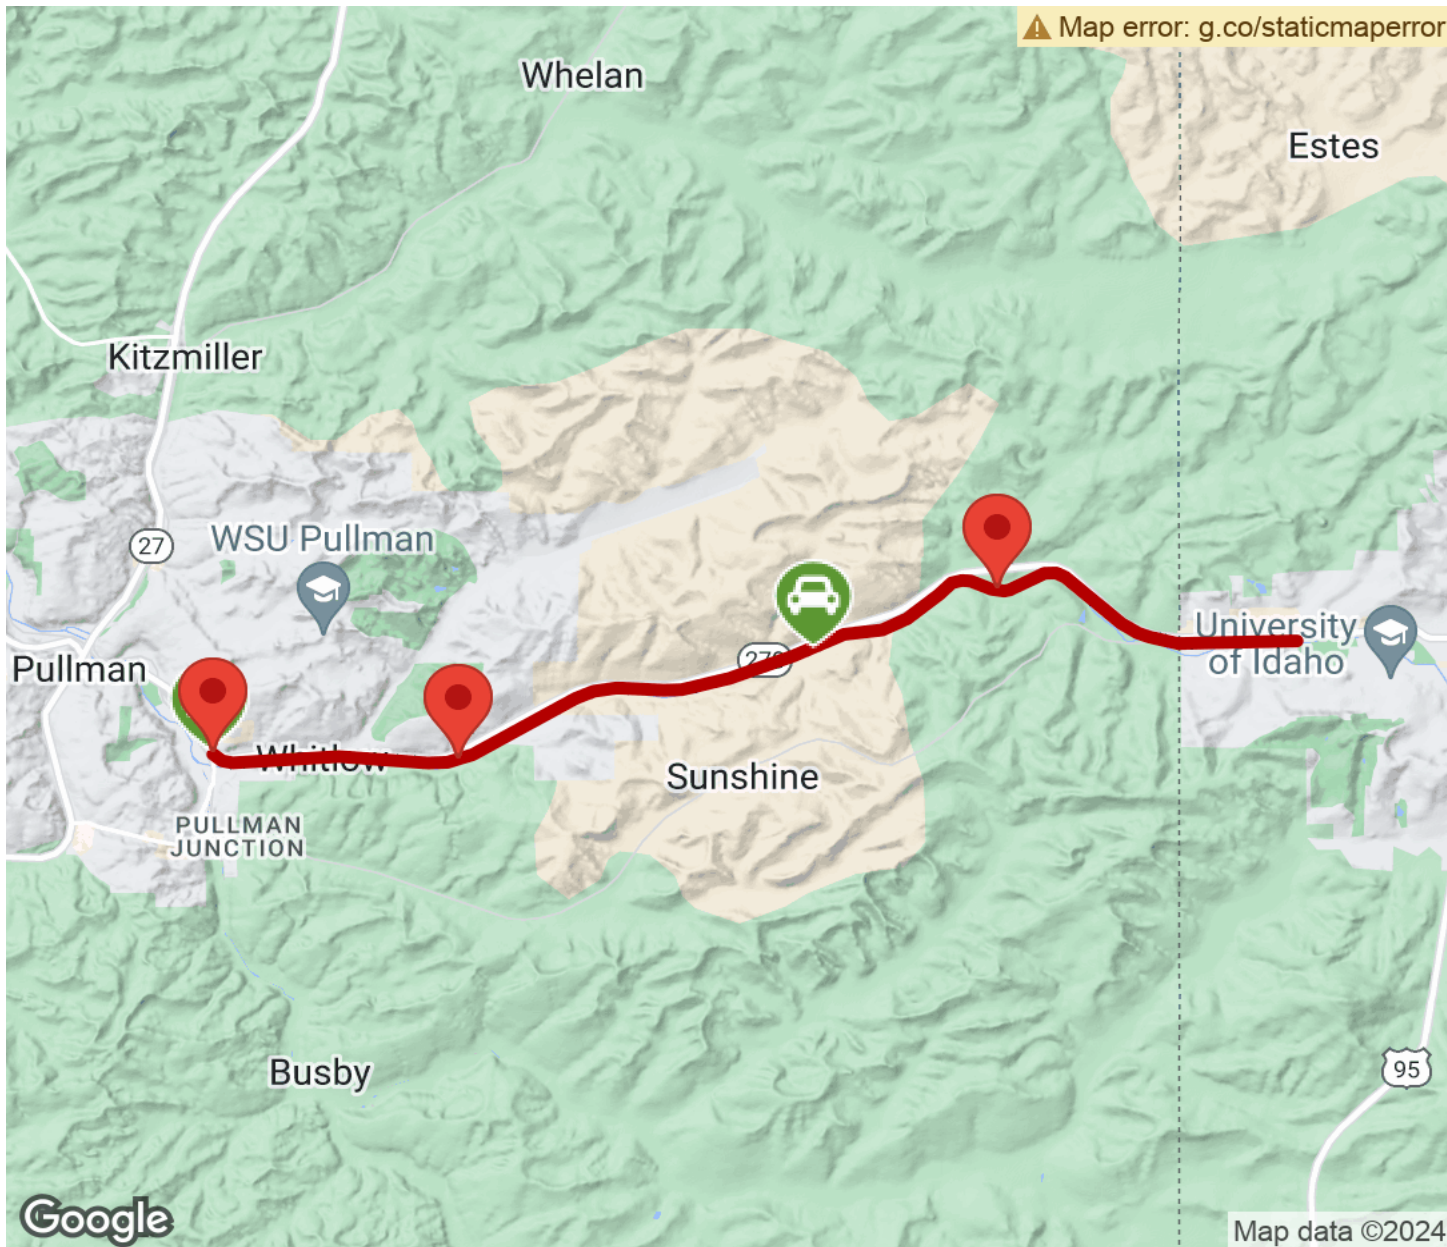 Map error: g.co/staticmaperror
Whelan
Estes
Kitzmiller
27
WSU Pullman
University
of Idaho
Pullman
Whitlow
Sunshine
PULLMAN
JUNCTION
Busby
95
Google
Map data ©2024